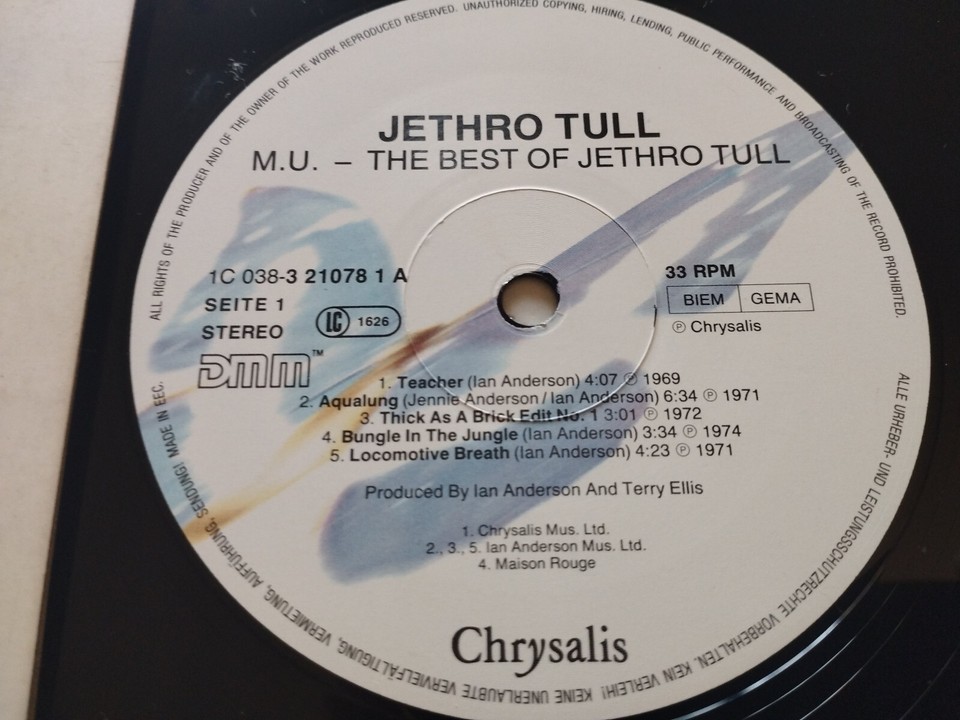 ALL RIGHTS OF THE PRODUCER AND OF THE OWNER OF THE WORK REPRODUCED RESERVED. UNAUTHORIZED COPYING, HIRING, LENDING, PUBLIC PERFORMANCE AND BROADCASTING OF THE RECORD PROHIBITED.
JETHRO TULL
M.U. – THE BEST OF JETHRO TULL
1C 038-3 21078 1 A
SEITE 1
STEREO
LC 1626
DMM™
33 RPM
BIEM GEMA
℗ Chrysalis
1. Teacher (Ian Anderson) 4:07 ℗ 1969
2. Aqualung (Jennie Anderson / Ian Anderson) 6:34 ℗ 1971
3. Thick As A Brick Edit No. 1 3:01 ℗ 1972
4. Bungle In The Jungle (Ian Anderson) 3:34 ℗ 1974
5. Locomotive Breath (Ian Anderson) 4:23 ℗ 1971
Produced By Ian Anderson And Terry Ellis
1. Chrysalis Mus. Ltd.
2., 3., 5. Ian Anderson Mus. Ltd.
4. Maison Rouge
Chrysalis
ALLE URHEBER- UND LEISTUNGSSCHUTZRECHTE VORBEHALTEN. KEIN VERLEIH! KEINE UNERLAUBTE VERVIELFÄLTIGUNG, VERMIETUNG, AUFFÜHRUNG, SENDUNG! MADE IN EEC.